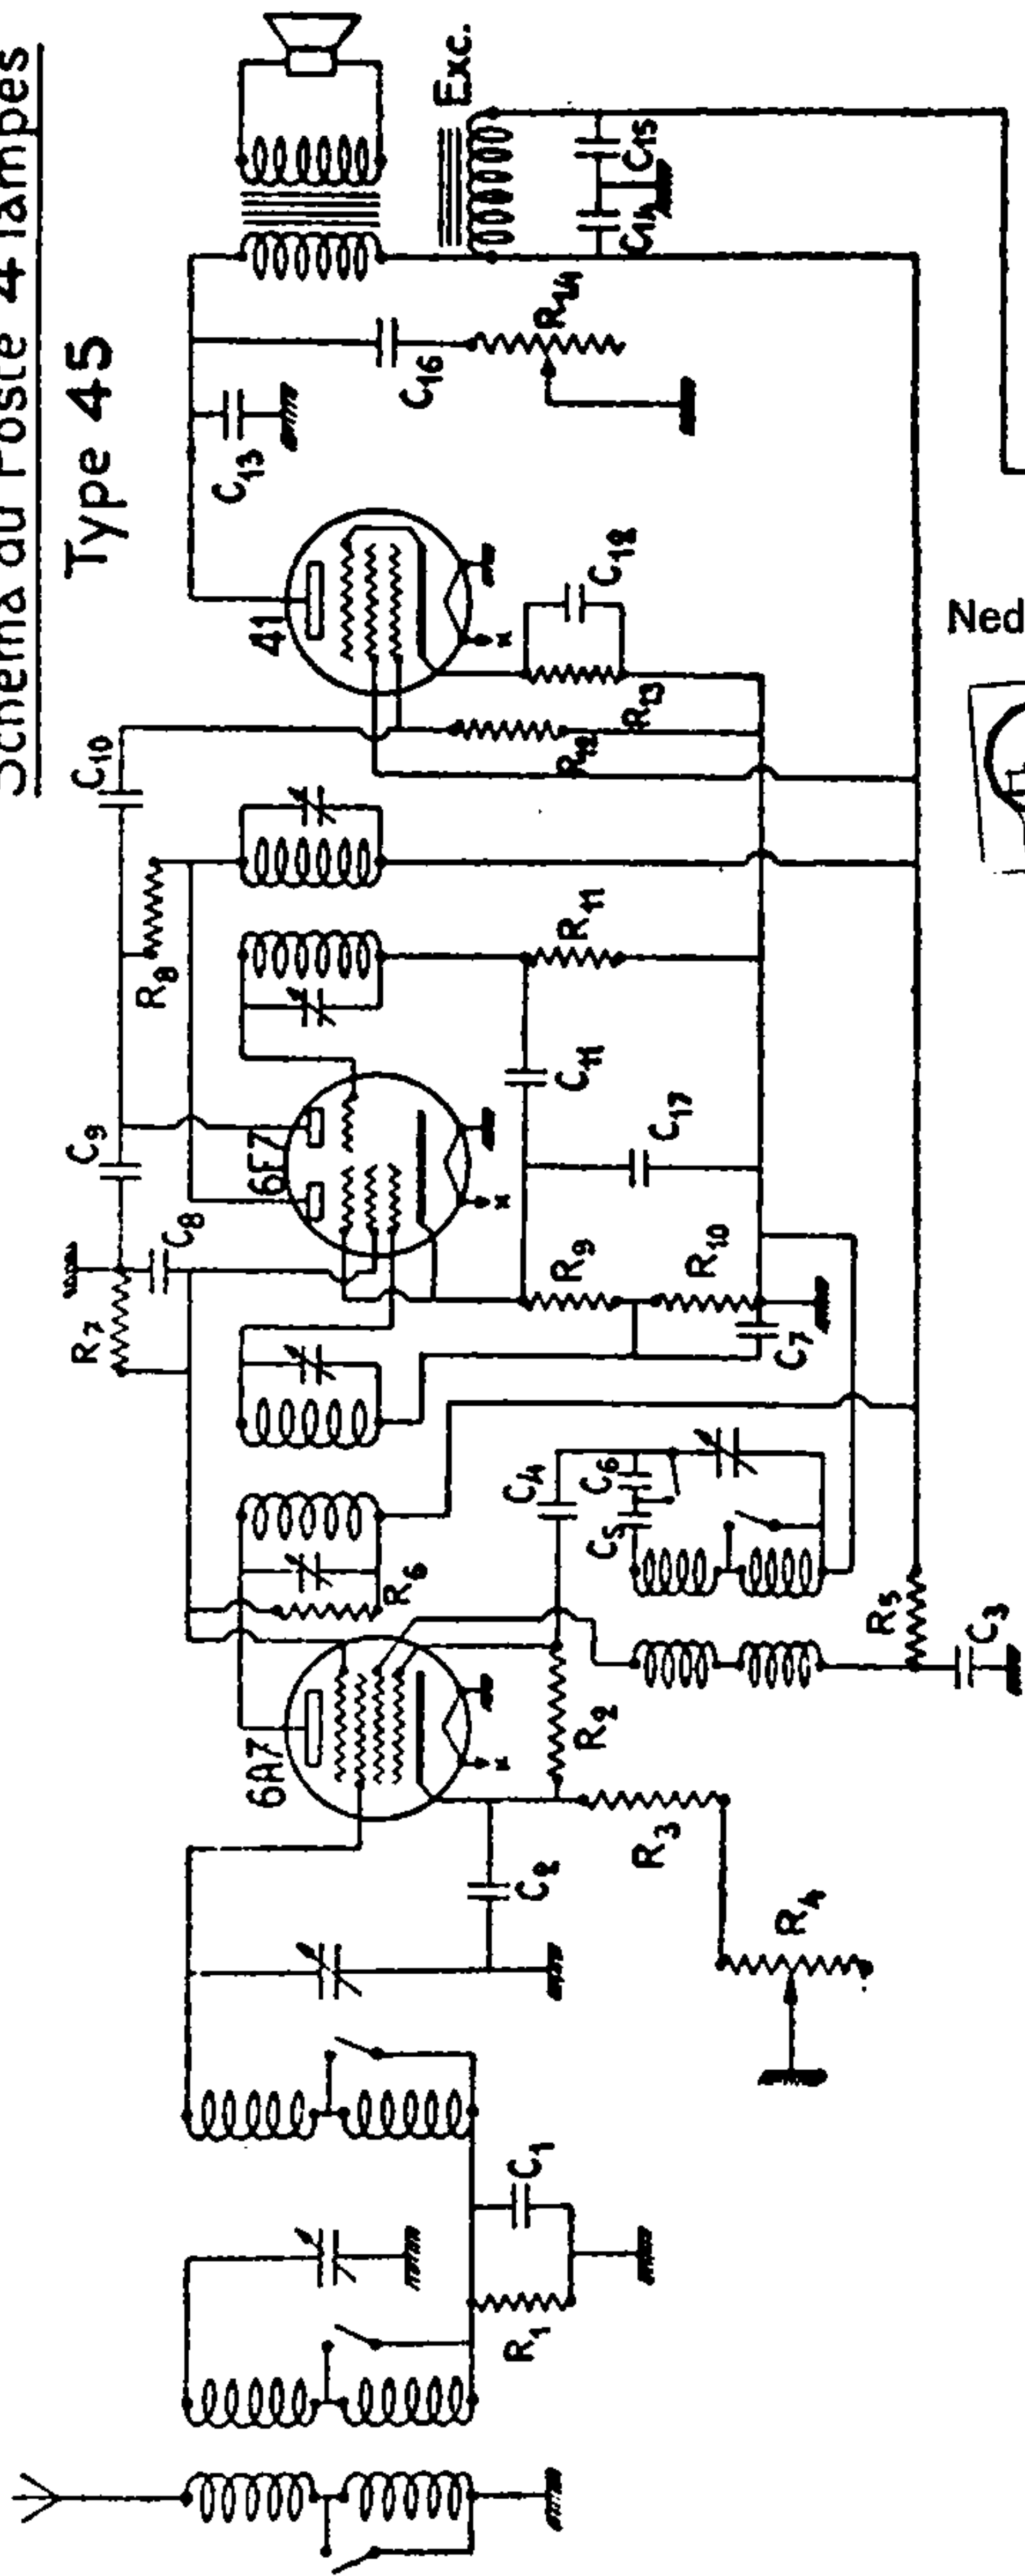 Schéma du Poste 4 lampes
Type 45
6A7
6F7
41
Exc.
R7
C8
C9
R8
C10
C13
C16
R14
C14
C15
R6
C2
R2
R3
R4
C4
C5
C6
R5
C3
R9
R10
C7
C17
C11
R11
R12
R13
C12
R1
C1
x
x
x
Ned